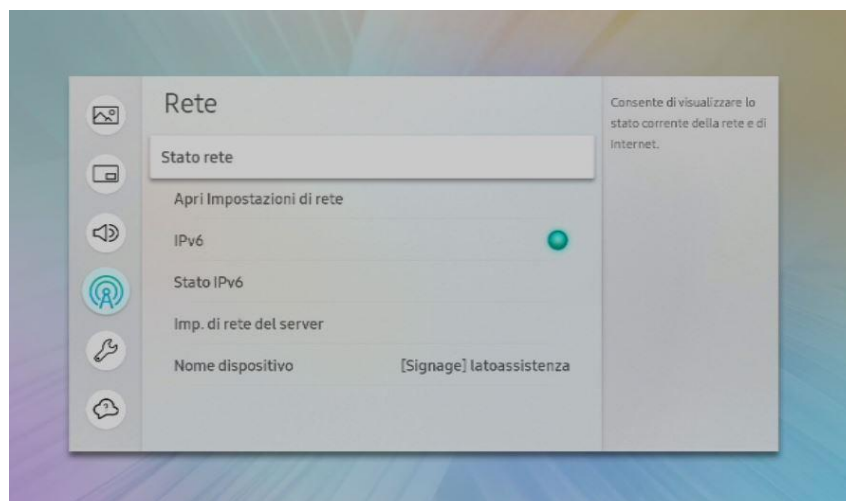 Rete
Consente di visualizzare lo
stato corrente della rete e di
Internet.
Stato rete
Apri Impostazioni di rete
IPv6
Stato IPv6
Imp. di rete del server
Nome dispositivo [Signage] latoassistenza